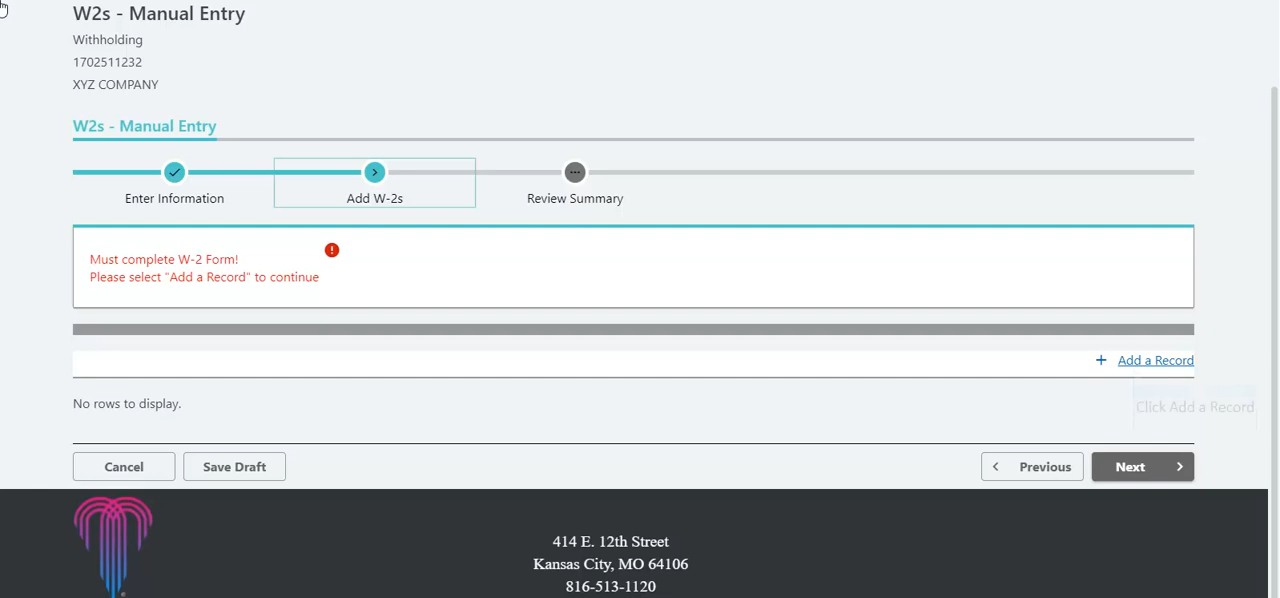 W2s - Manual Entry
Withholding
1702511232
XYZ COMPANY
W2s - Manual Entry
Enter Information
Add W-2s
Review Summary
Must complete W-2 Form!
Please select "Add a Record" to continue
+ Add a Record
No rows to display.
Click Add a Record
Cancel
Save Draft
< Previous
Next >
414 E. 12th Street
Kansas City, MO 64106
816-513-1120